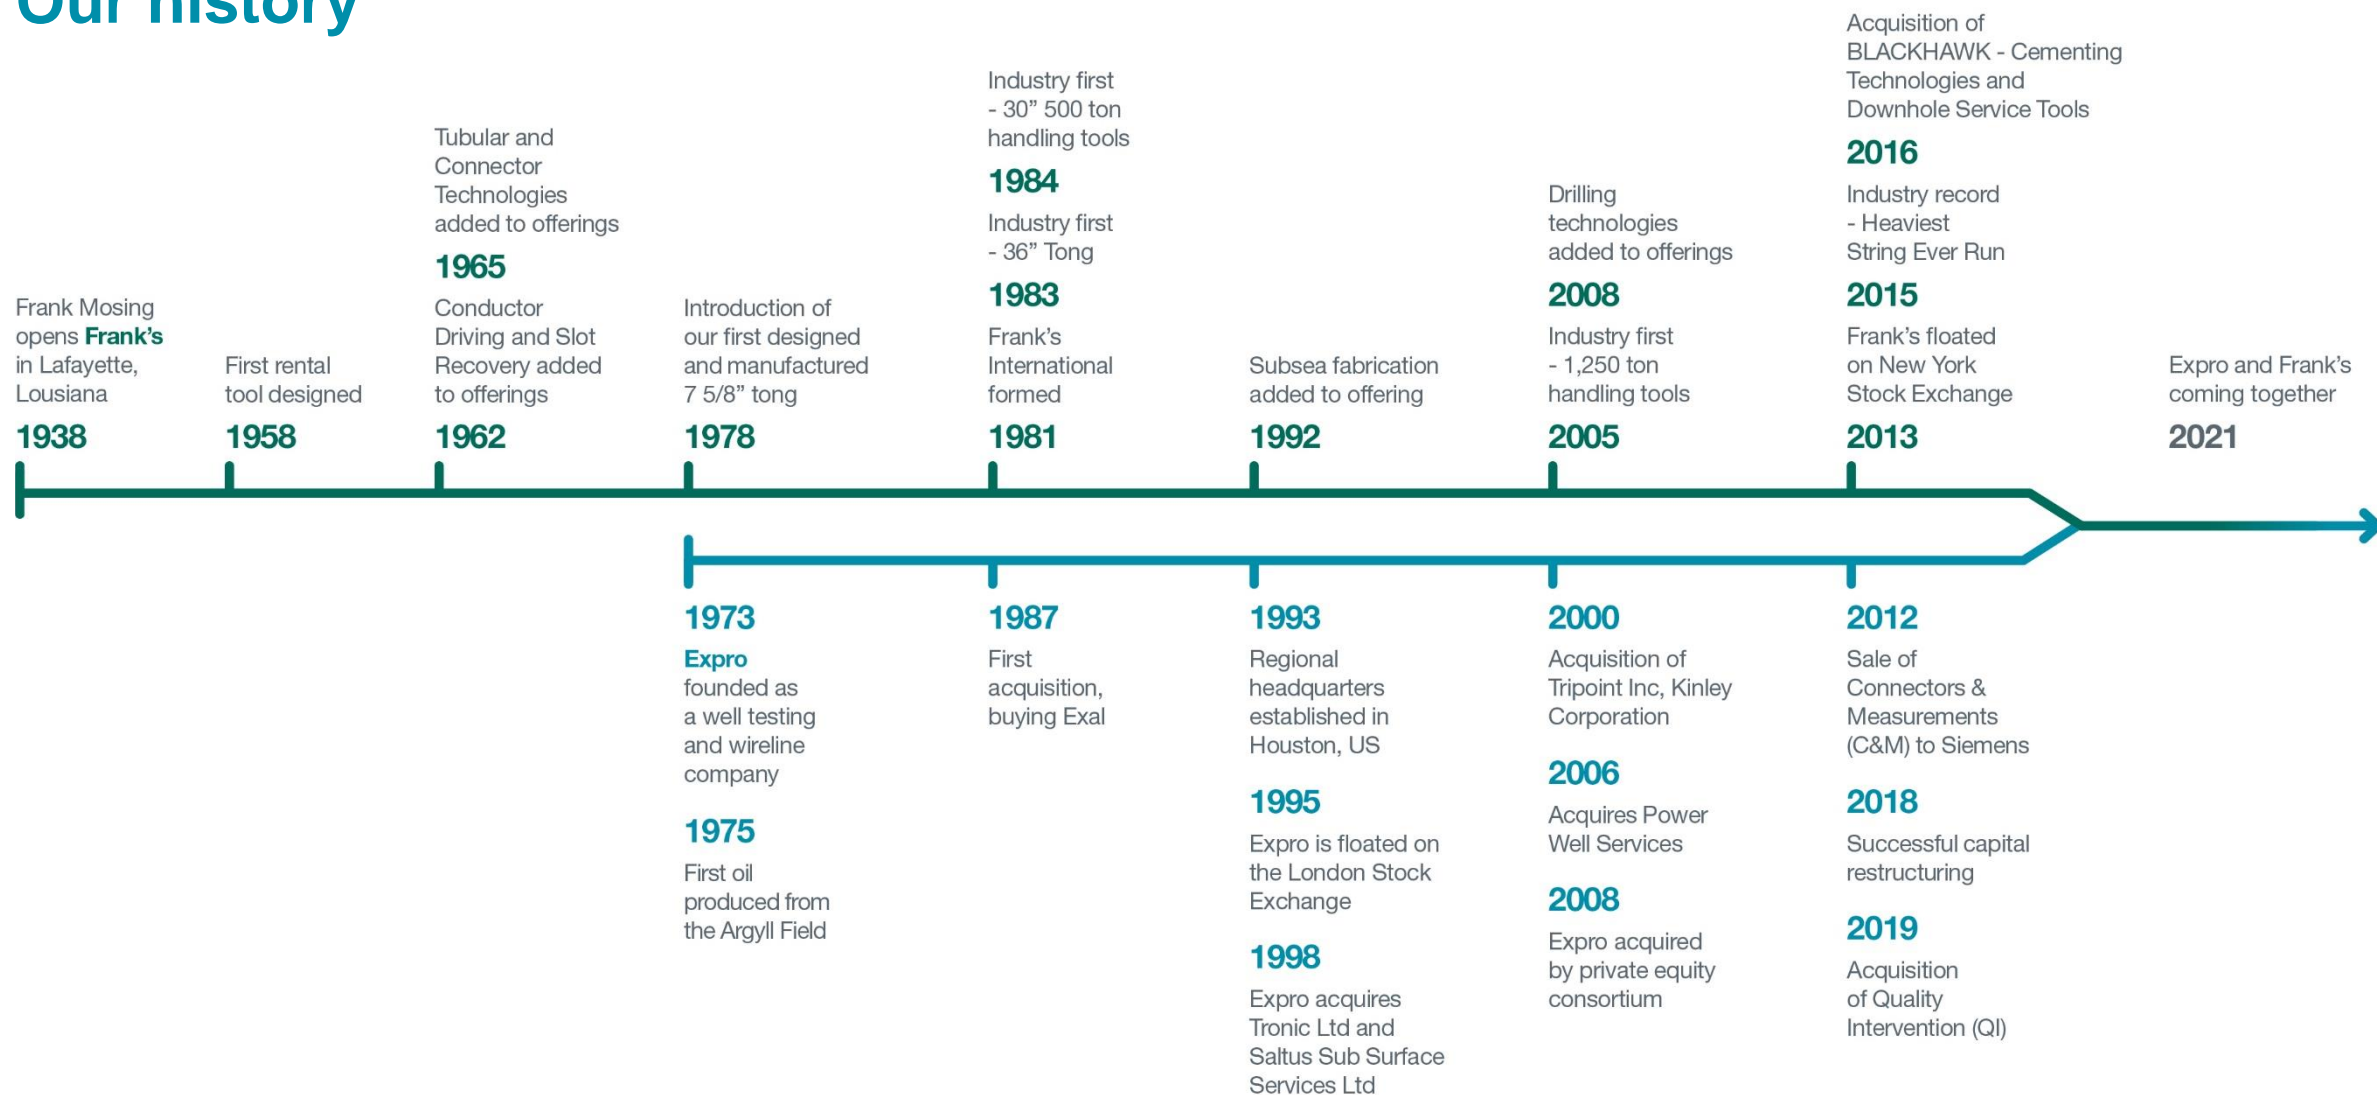 Our history
Frank Mosing
opens Frank's
in Lafayette,
Lousiana
1938
First rental
tool designed
1958
Tubular and
Connector
Technologies
added to offerings
1965
Conductor
Driving and Slot
Recovery added
to offerings
1962
Introduction of
our first designed
and manufactured
7 5/8” tong
1978
Industry first
- 30” 500 ton
handling tools
1984
Industry first
- 36” Tong
1983
Frank’s
International
formed
1981
Subsea fabrication
added to offering
1992
Drilling
technologies
added to offerings
2008
Industry first
- 1,250 ton
handling tools
2005
Acquisition of
BLACKHAWK - Cementing
Technologies and
Downhole Service Tools
2016
Industry record
- Heaviest
String Ever Run
2015
Frank’s floated
on New York
Stock Exchange
2013
Expro and Frank’s
coming together
2021
1973
Expro
founded as
a well testing
and wireline
company
1975
First oil
produced from
the Argyll Field
1987
First
acquisition,
buying Exal
1993
Regional
headquarters
established in
Houston, US
1995
Expro is floated on
the London Stock
Exchange
1998
Expro acquires
Tronic Ltd and
Saltus Sub Surface
Services Ltd
2000
Acquisition of
Tripoint Inc, Kinley
Corporation
2006
Acquires Power
Well Services
2008
Expro acquired
by private equity
consortium
2012
Sale of
Connectors &
Measurements
(C&M) to Siemens
2018
Successful capital
restructuring
2019
Acquisition
of Quality
Intervention (QI)